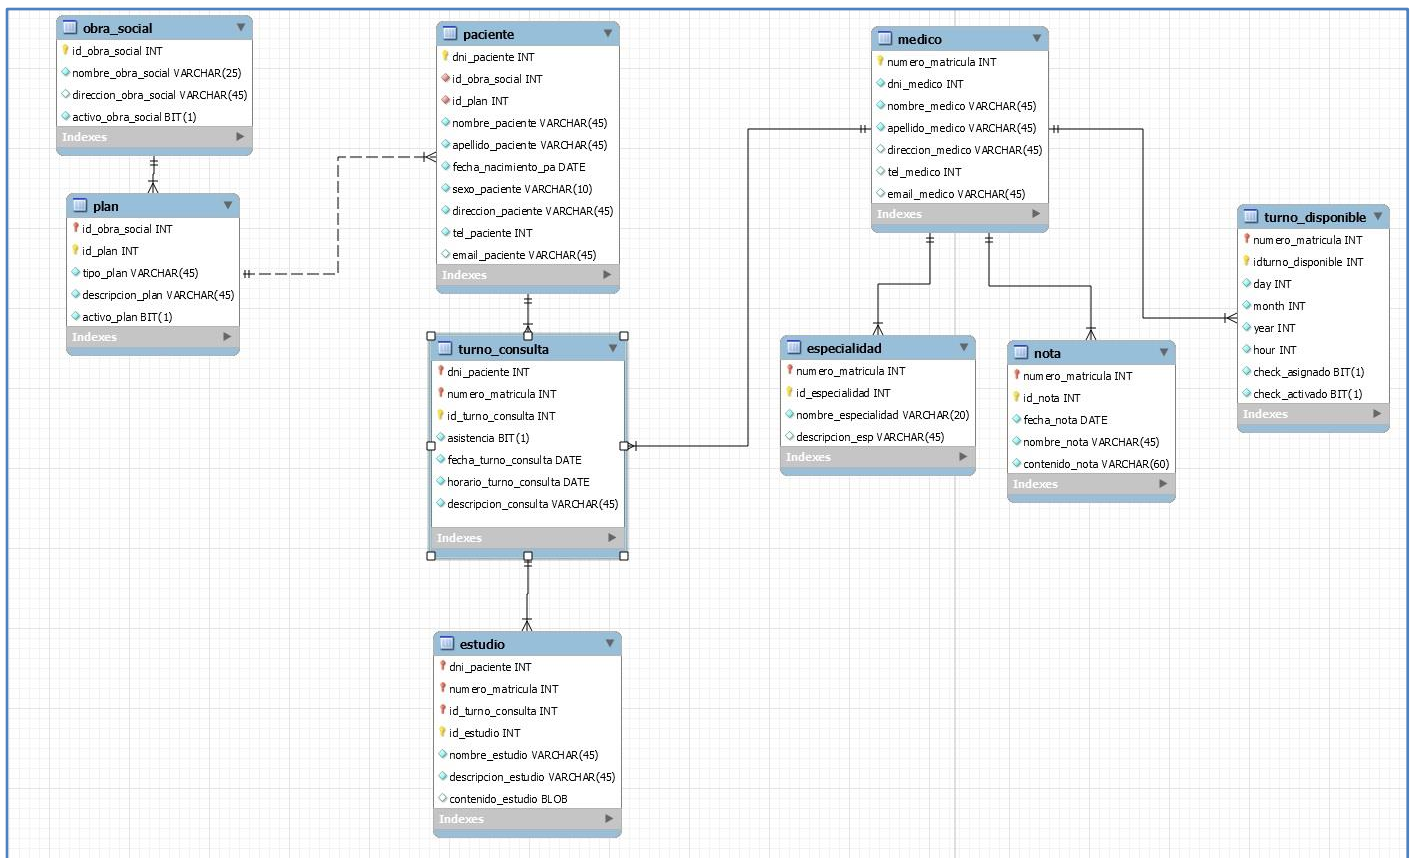 obra_social
id_obra_social INT
nombre_obra_social VARCHAR(25)
direccion_obra_social VARCHAR(45)
activo_obra_social BIT(1)
Indexes
plan
id_obra_social INT
id_plan INT
tipo_plan VARCHAR(45)
descripcion_plan VARCHAR(45)
activo_plan BIT(1)
Indexes
paciente
dni_paciente INT
id_obra_social INT
id_plan INT
nombre_paciente VARCHAR(45)
apellido_paciente VARCHAR(45)
fecha_nacimiento_pa DATE
sexo_paciente VARCHAR(10)
direccion_paciente VARCHAR(45)
tel_paciente INT
email_paciente VARCHAR(45)
Indexes
turno_consulta
dni_paciente INT
numero_matricula INT
id_turno_consulta INT
asistencia BIT(1)
fecha_turno_consulta DATE
horario_turno_consulta DATE
descripcion_consulta VARCHAR(45)
Indexes
estudio
dni_paciente INT
numero_matricula INT
id_turno_consulta INT
id_estudio INT
nombre_estudio VARCHAR(45)
descripcion_estudio VARCHAR(45)
contenido_estudio BLOB
Indexes
medico
numero_matricula INT
dni_medico INT
nombre_medico VARCHAR(45)
apellido_medico VARCHAR(45)
direccion_medico VARCHAR(45)
tel_medico INT
email_medico VARCHAR(45)
Indexes
especialidad
numero_matricula INT
id_especialidad INT
nombre_especialidad VARCHAR(20)
descripcion_esp VARCHAR(45)
Indexes
nota
numero_matricula INT
id_nota INT
fecha_nota DATE
nombre_nota VARCHAR(45)
contenido_nota VARCHAR(60)
Indexes
turno_disponible
numero_matricula INT
idturno_disponible INT
day INT
month INT
year INT
hour INT
check_asignado BIT(1)
check_activado BIT(1)
Indexes